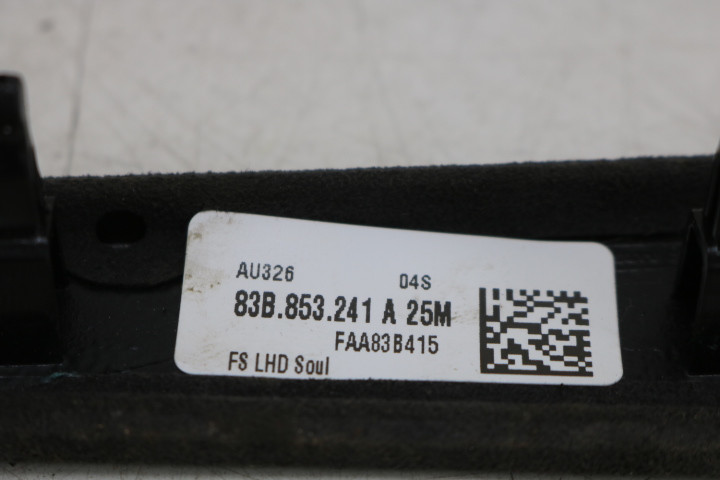 AU326 04S
83B.853.241 A 25M
FAA83B415
FS LHD Soul